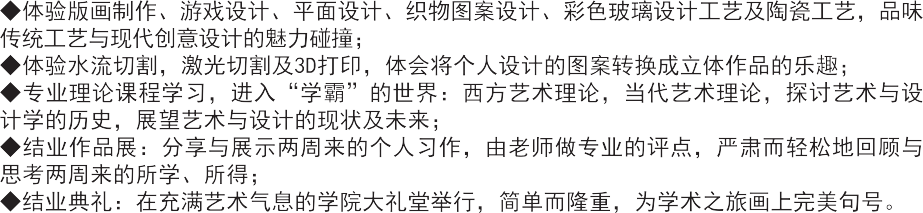 ◆体验版画制作、游戏设计、平面设计、织物图案设计、彩色玻璃设计工艺及陶瓷工艺，品味
传统工艺与现代创意设计的魅力碰撞；
◆体验水流切割，激光切割及3D打印，体会将个人设计的图案转换成立体作品的乐趣；
◆专业理论课程学习，进入“学霸”的世界：西方艺术理论，当代艺术理论，探讨艺术与设
计学的历史，展望艺术与设计的现状及未来；
◆结业作品展：分享与展示两周来的个人习作，由老师做专业的评点，严肃而轻松地回顾与
思考两周来的所学、所得；
◆结业典礼：在充满艺术气息的学院大礼堂举行，简单而隆重，为学术之旅画上完美句号。